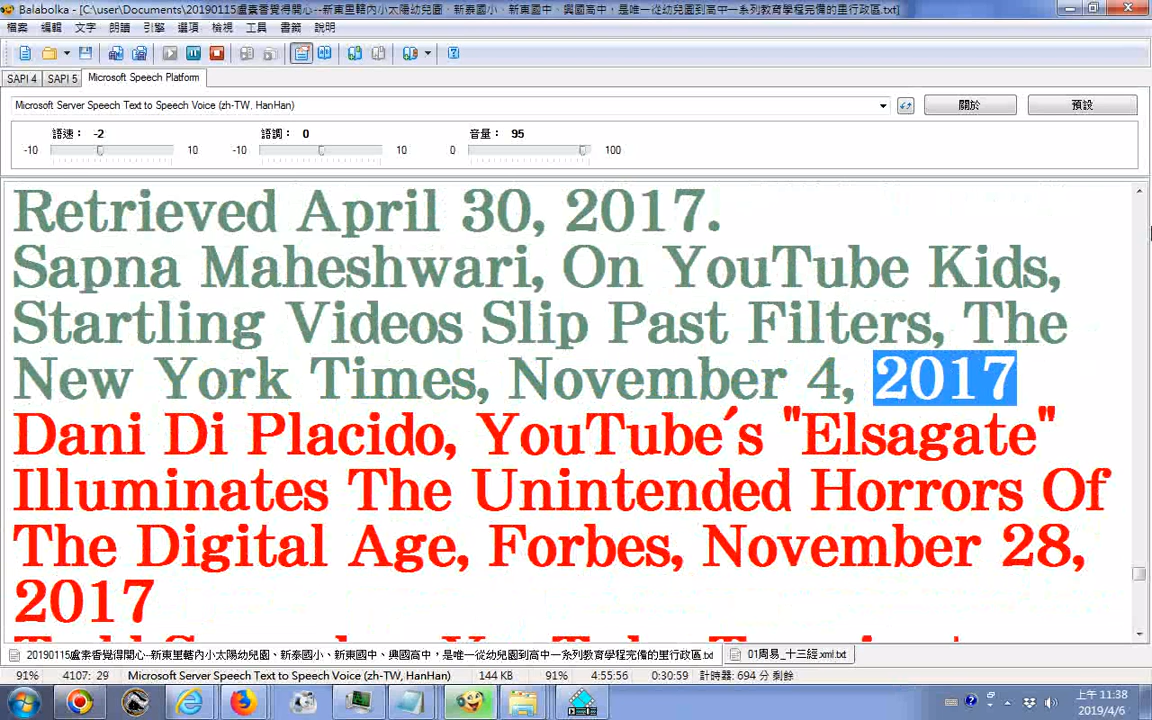 Balabolka - [C:\user\Documents\20190115盧素香覺得開心--新東里轄內小太陽幼兒園、新泰國小、新東國中、興國高中，是唯一從幼兒園到高中一系列教育學程完備的里行政區.txt]
檔案 編輯 文字 朗讀 引擎 選項 檢視 工具 書籤 說明
SAPI 4 SAPI 5 Microsoft Speech Platform
Microsoft Server Speech Text to Speech Voice (zh-TW, HanHan) 關於 預設
語速： -2 語調： 0 音量： 95
-10 10 -10 10 0 100
Retrieved April 30, 2017.
Sapna Maheshwari, On YouTube Kids,
Startling Videos Slip Past Filters, The
New York Times, November 4, 2017
Dani Di Placido, YouTube´s "Elsagate"
Illuminates The Unintended Horrors Of
The Digital Age, Forbes, November 28,
2017
20190115盧素香覺得開心--新東里轄內小太陽幼兒園、新泰國小、新東國中、興國高中，是唯一從幼兒園到高中一系列教育學程完備的里行政區.txt 01周易_十三經.xml.txt
91% 4107: 29 Microsoft Server Speech Text to Speech Voice (zh-TW, HanHan) 144 KB 91% 4:55:56 0:30:59 計時器: 694 分 剩餘
上午 11:38
2019/4/6